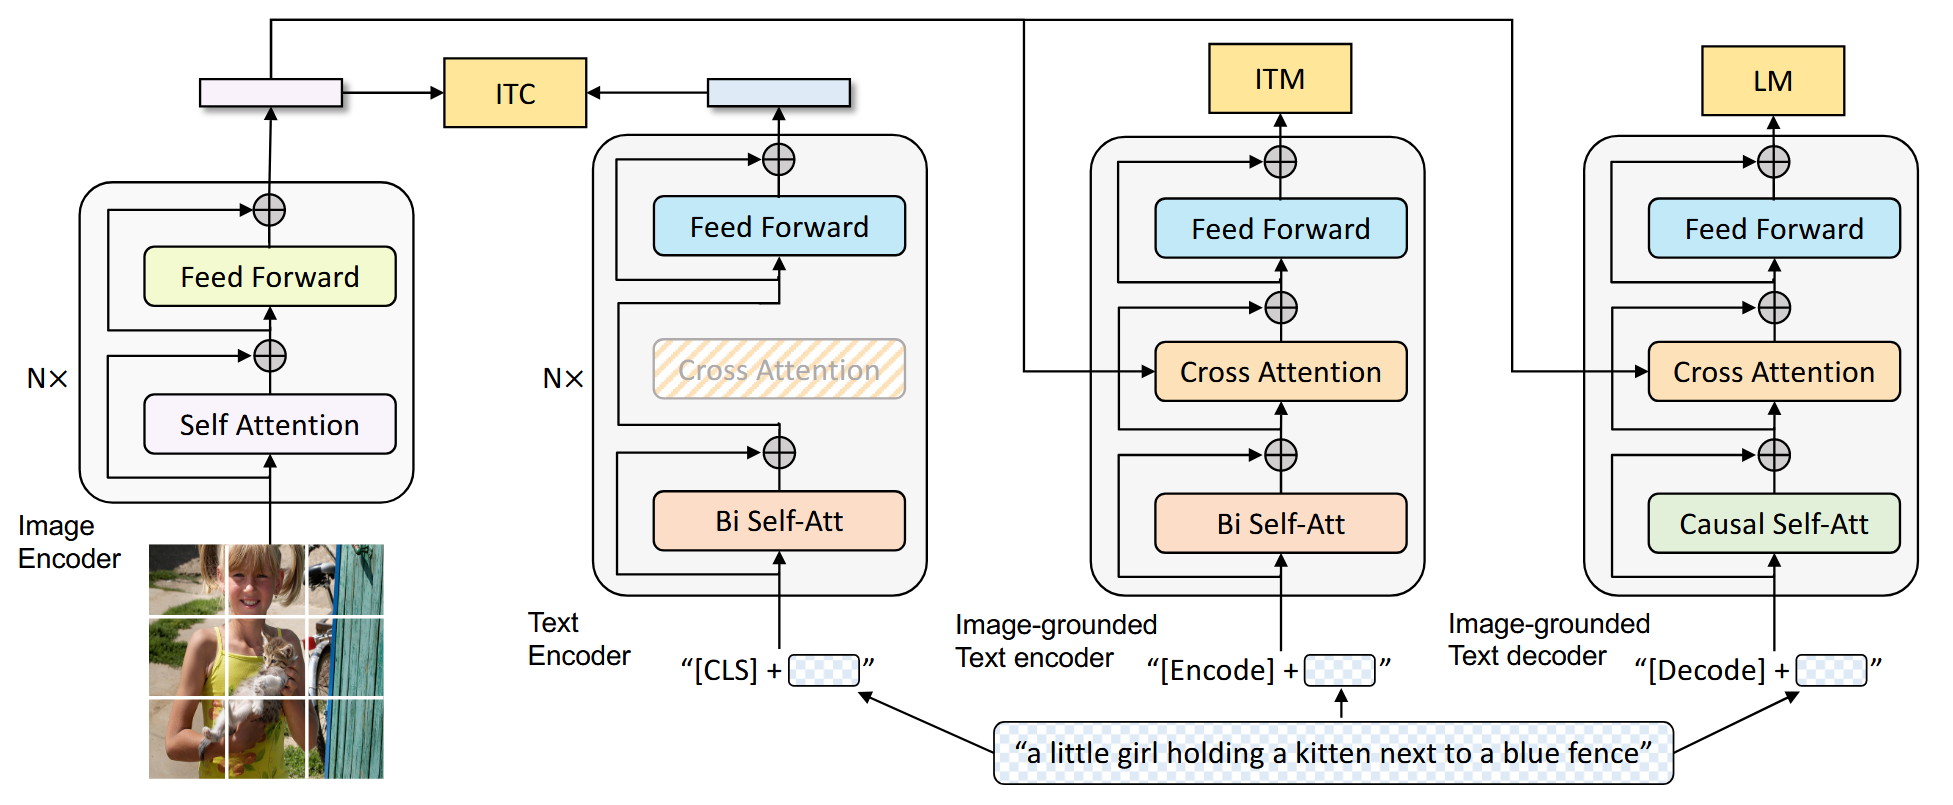 ITC
ITM
LM
Feed Forward
Self Attention
N×
Image
Encoder
Feed Forward
Cross Attention
Bi Self-Att
N×
Text
Encoder
“[CLS] + ”
Feed Forward
Cross Attention
Bi Self-Att
Image-grounded
Text encoder
“[Encode] + ”
Feed Forward
Cross Attention
Causal Self-Att
Image-grounded
Text decoder
“[Decode] + ”
“a little girl holding a kitten next to a blue fence”